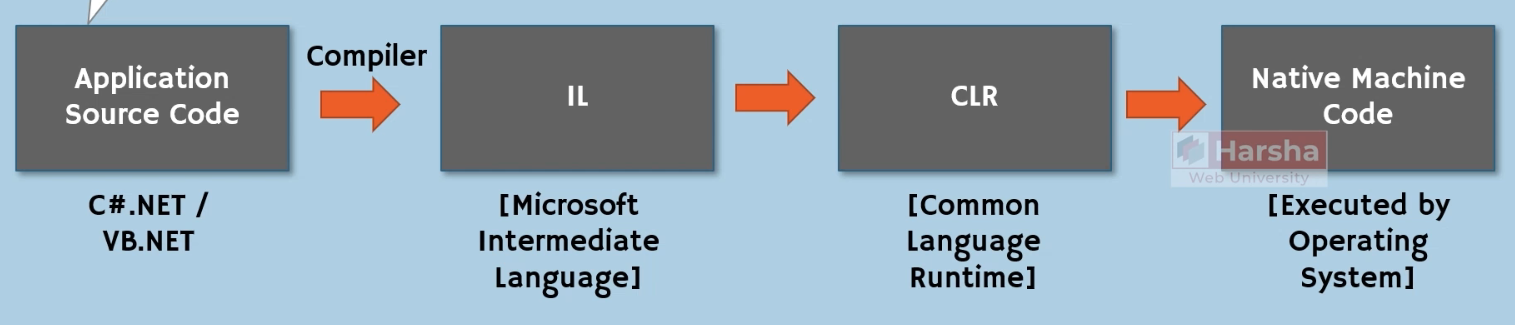 Application
Source Code
Compiler
IL
CLR
Native Machine
Code
Harsha
Web University
C#.NET /
VB.NET
[Microsoft
Intermediate
Language]
[Common
Language
Runtime]
[Executed by
Operating
System]